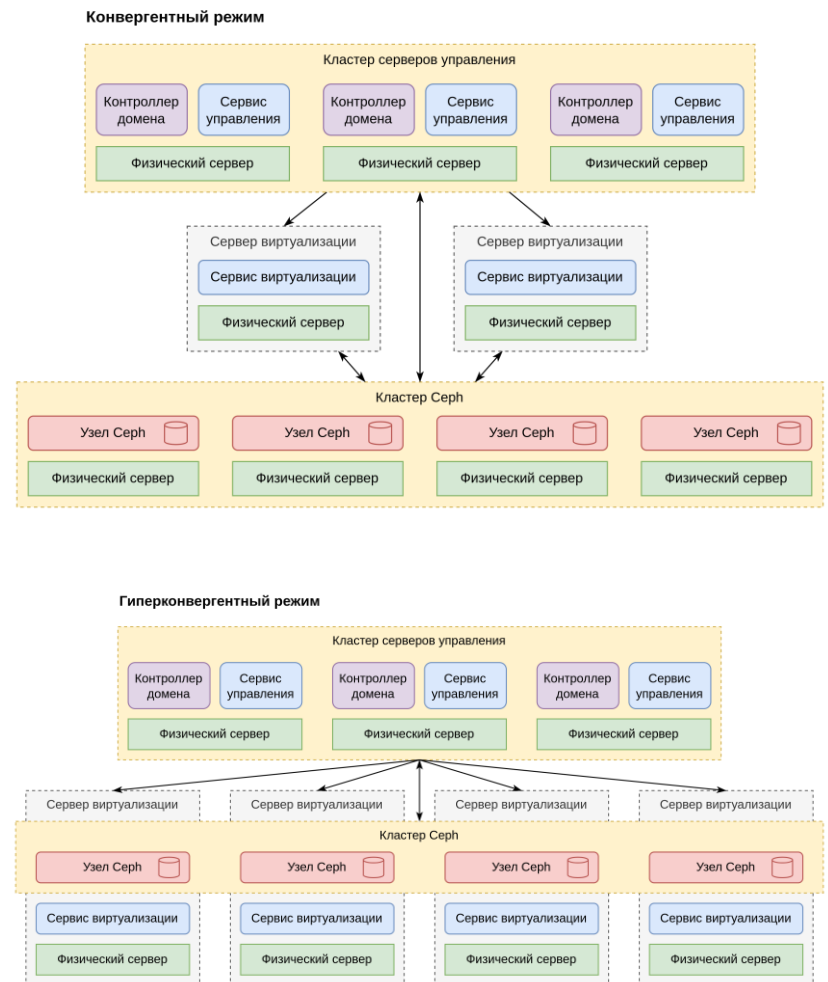 Конвергентный режим
Кластер серверов управления
Контроллер домена
Сервис управления
Контроллер домена
Сервис управления
Контроллер домена
Сервис управления
Физический сервер
Физический сервер
Физический сервер
Сервер виртуализации
Сервер виртуализации
Сервис виртуализации
Сервис виртуализации
Физический сервер
Физический сервер
Кластер Ceph
Узел Ceph
Узел Ceph
Узел Ceph
Узел Ceph
Физический сервер
Физический сервер
Физический сервер
Физический сервер
Гиперконвергентный режим
Кластер серверов управления
Контроллер домена
Сервис управления
Контроллер домена
Сервис управления
Контроллер домена
Сервис управления
Физический сервер
Физический сервер
Физический сервер
Сервер виртуализации
Сервер виртуализации
Сервер виртуализации
Сервер виртуализации
Кластер Ceph
Узел Ceph
Узел Ceph
Узел Ceph
Узел Ceph
Сервис виртуализации
Сервис виртуализации
Сервис виртуализации
Сервис виртуализации
Физический сервер
Физический сервер
Физический сервер
Физический сервер